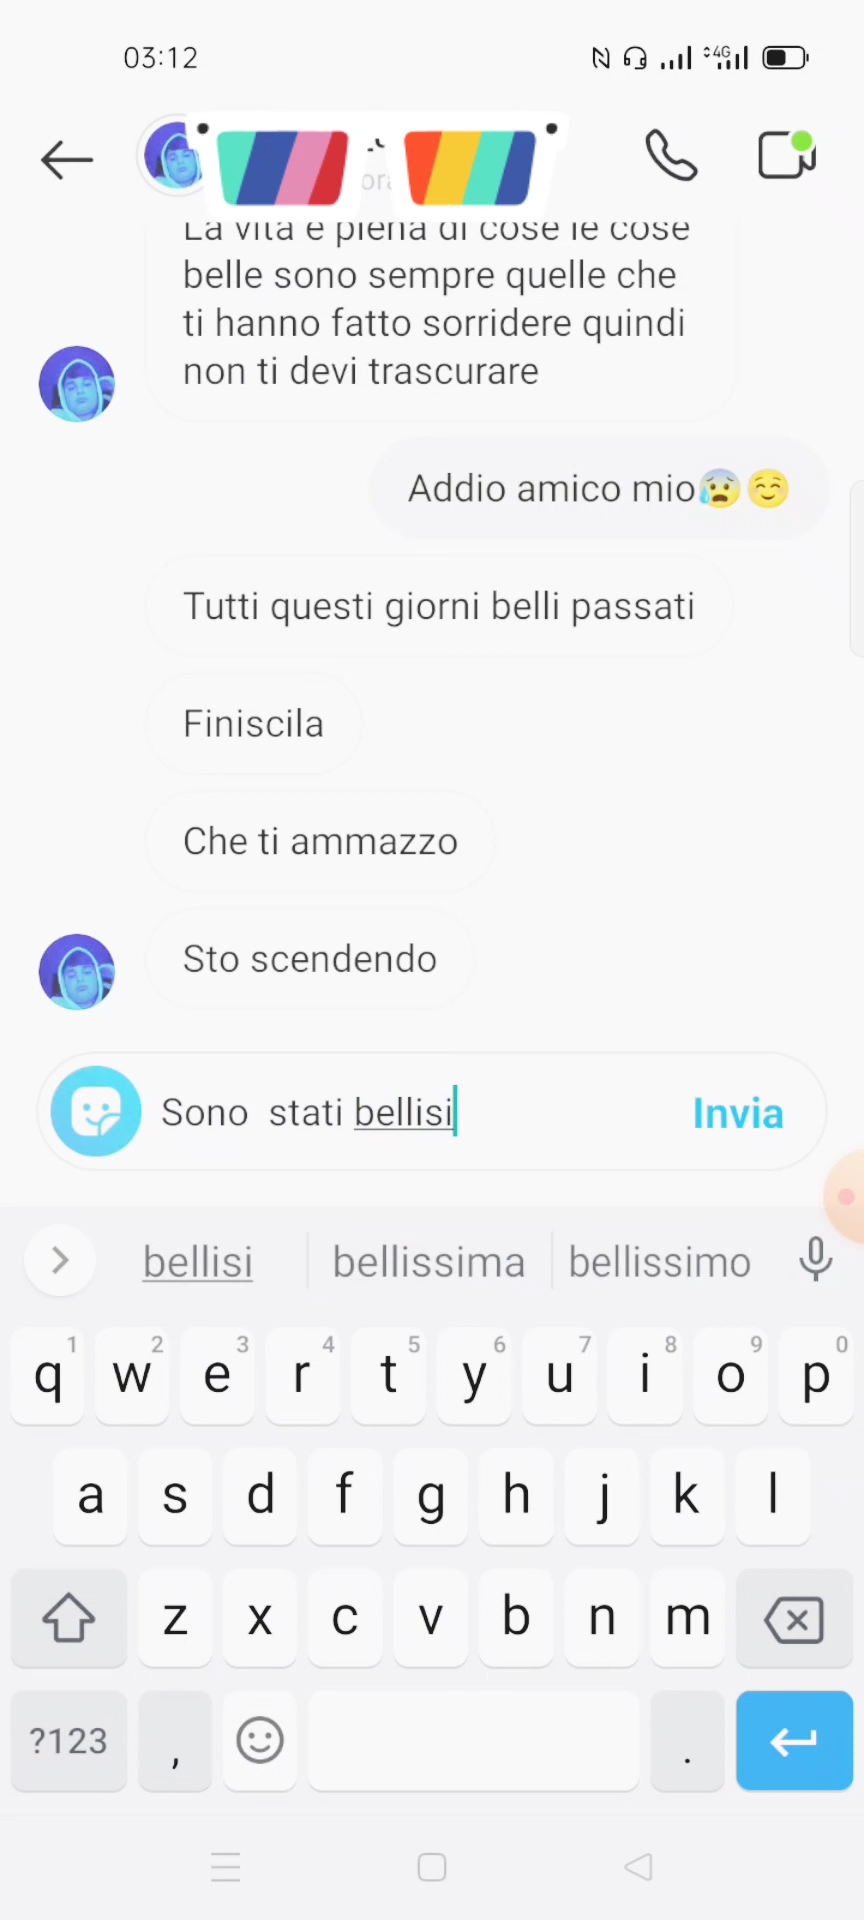 03:12
4G
La vita è piena di cose le cose
belle sono sempre quelle che
ti hanno fatto sorridere quindi
non ti devi trascurare
Addio amico mio😰☺️
Tutti questi giorni belli passati
Finiscila
Che ti ammazzo
Sto scendendo
Sono  stati bellisi
Invia
bellisi bellissima bellissimo
1 2 3 4 5 6 7 8 9 0
q w e r t y u i o p
a s d f g h j k l
z x c v b n m
?123 , .